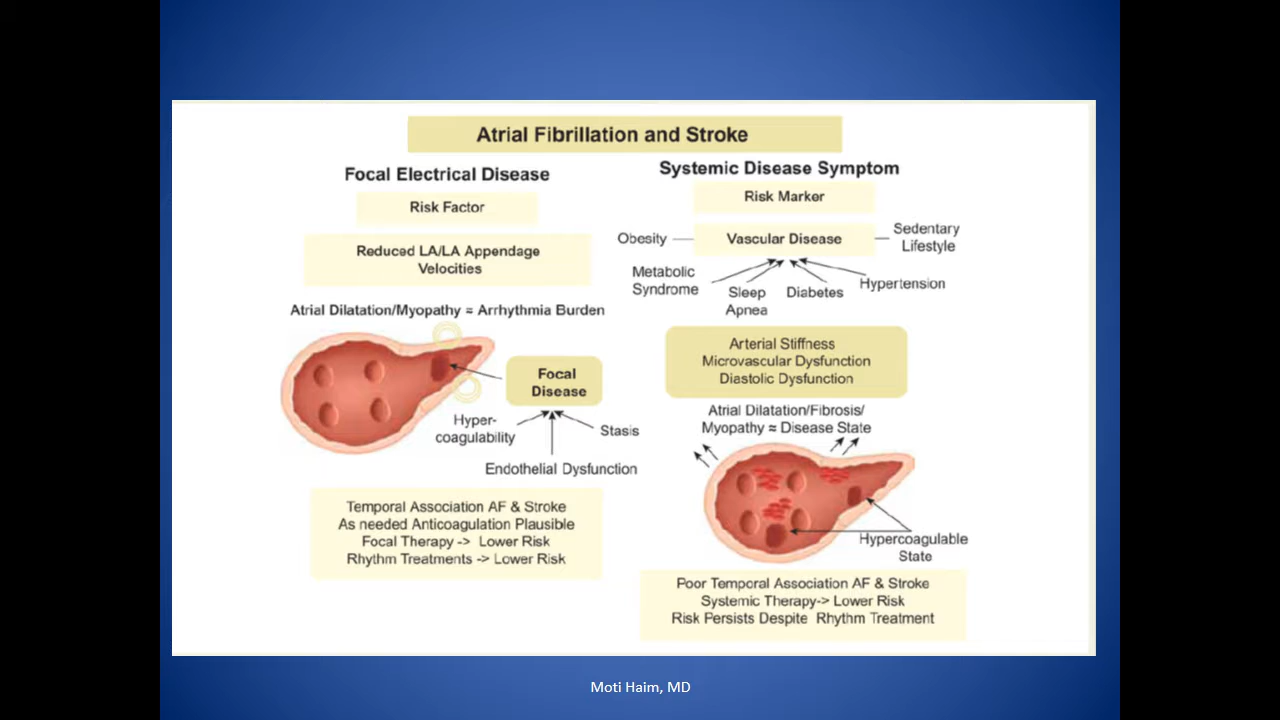 Atrial Fibrillation and Stroke
Focal Electrical Disease
Risk Factor
Reduced LA/LA Appendage
Velocities
Atrial Dilatation/Myopathy ≈ Arrhythmia Burden
Focal
Disease
Hyper-
coagulability
Stasis
Endothelial Dysfunction
Temporal Association AF & Stroke
As needed Anticoagulation Plausible
Focal Therapy -> Lower Risk
Rhythm Treatments -> Lower Risk
Systemic Disease Symptom
Risk Marker
Obesity
Vascular Disease
Sedentary
Lifestyle
Metabolic
Syndrome
Sleep
Apnea
Diabetes
Hypertension
Arterial Stiffness
Microvascular Dysfunction
Diastolic Dysfunction
Atrial Dilatation/Fibrosis/
Myopathy ≈ Disease State
Hypercoagulable
State
Poor Temporal Association AF & Stroke
Systemic Therapy-> Lower Risk
Risk Persists Despite Rhythm Treatment
Moti Haim, MD